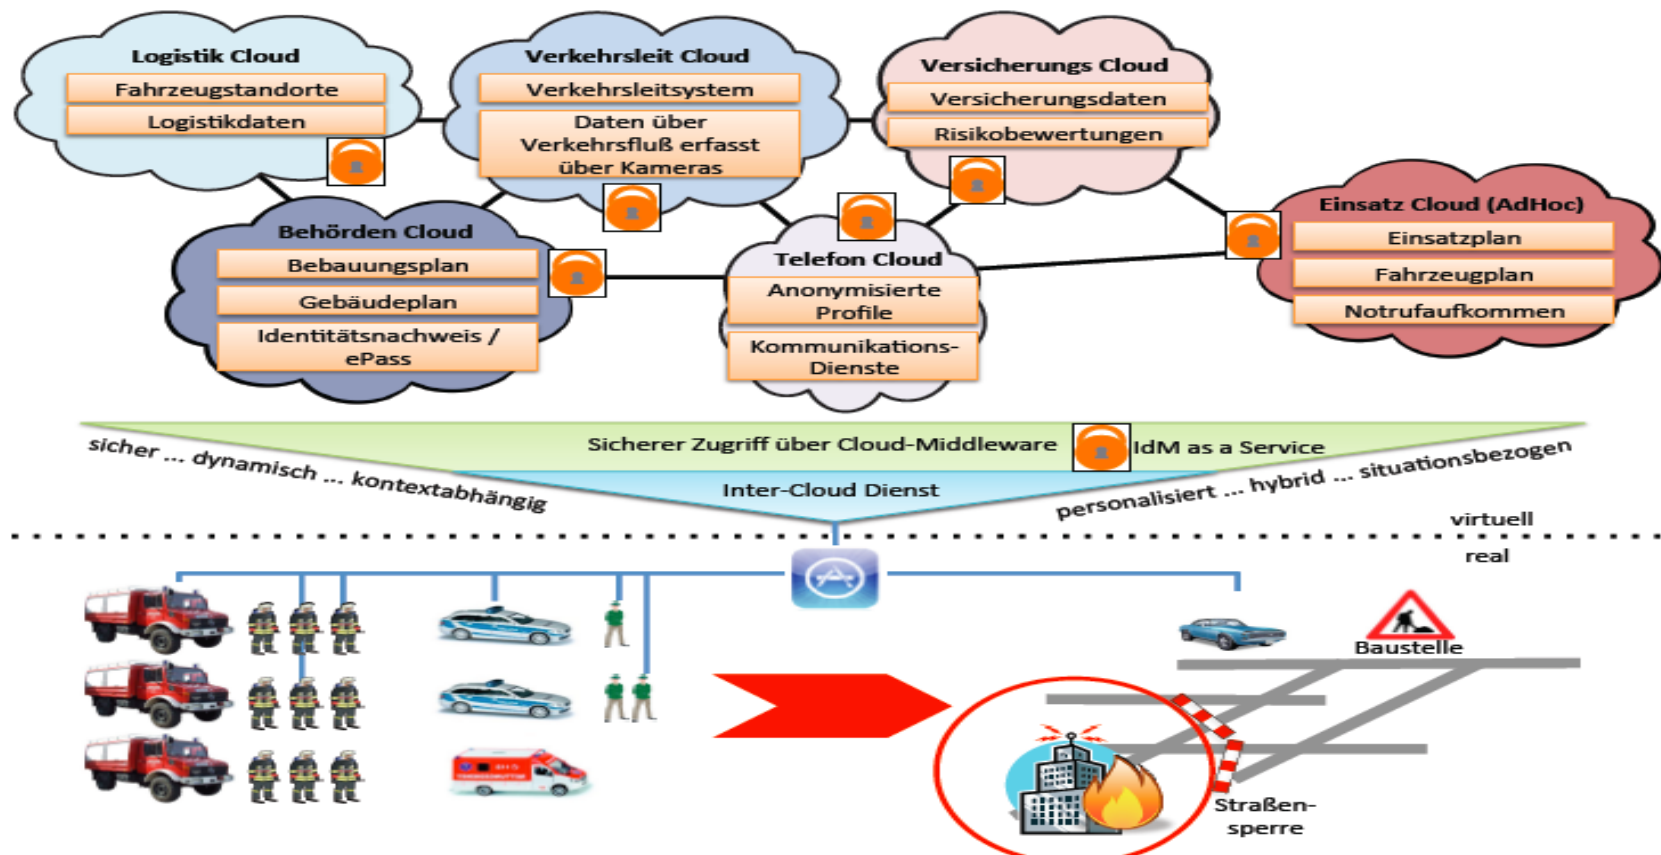 Logistik Cloud
Fahrzeugstandorte
Logistikdaten
Verkehrsleit Cloud
Verkehrsleitsystem
Daten über
Verkehrsfluß erfasst
über Kameras
Versicherungs Cloud
Versicherungsdaten
Risikobewertungen
Behörden Cloud
Bebauungsplan
Gebäudeplan
Identitätsnachweis /
ePass
Telefon Cloud
Anonymisierte
Profile
Kommunikations-
Dienste
Einsatz Cloud (AdHoc)
Einsatzplan
Fahrzeugplan
Notrufaufkommen
Sicherer Zugriff über Cloud-Middleware
IdM as a Service
sicher ... dynamisch ... kontextabhängig
Inter-Cloud Dienst
personalisiert ... hybrid ... situationsbezogen
virtuell
real
Baustelle
Straßen-
sperre